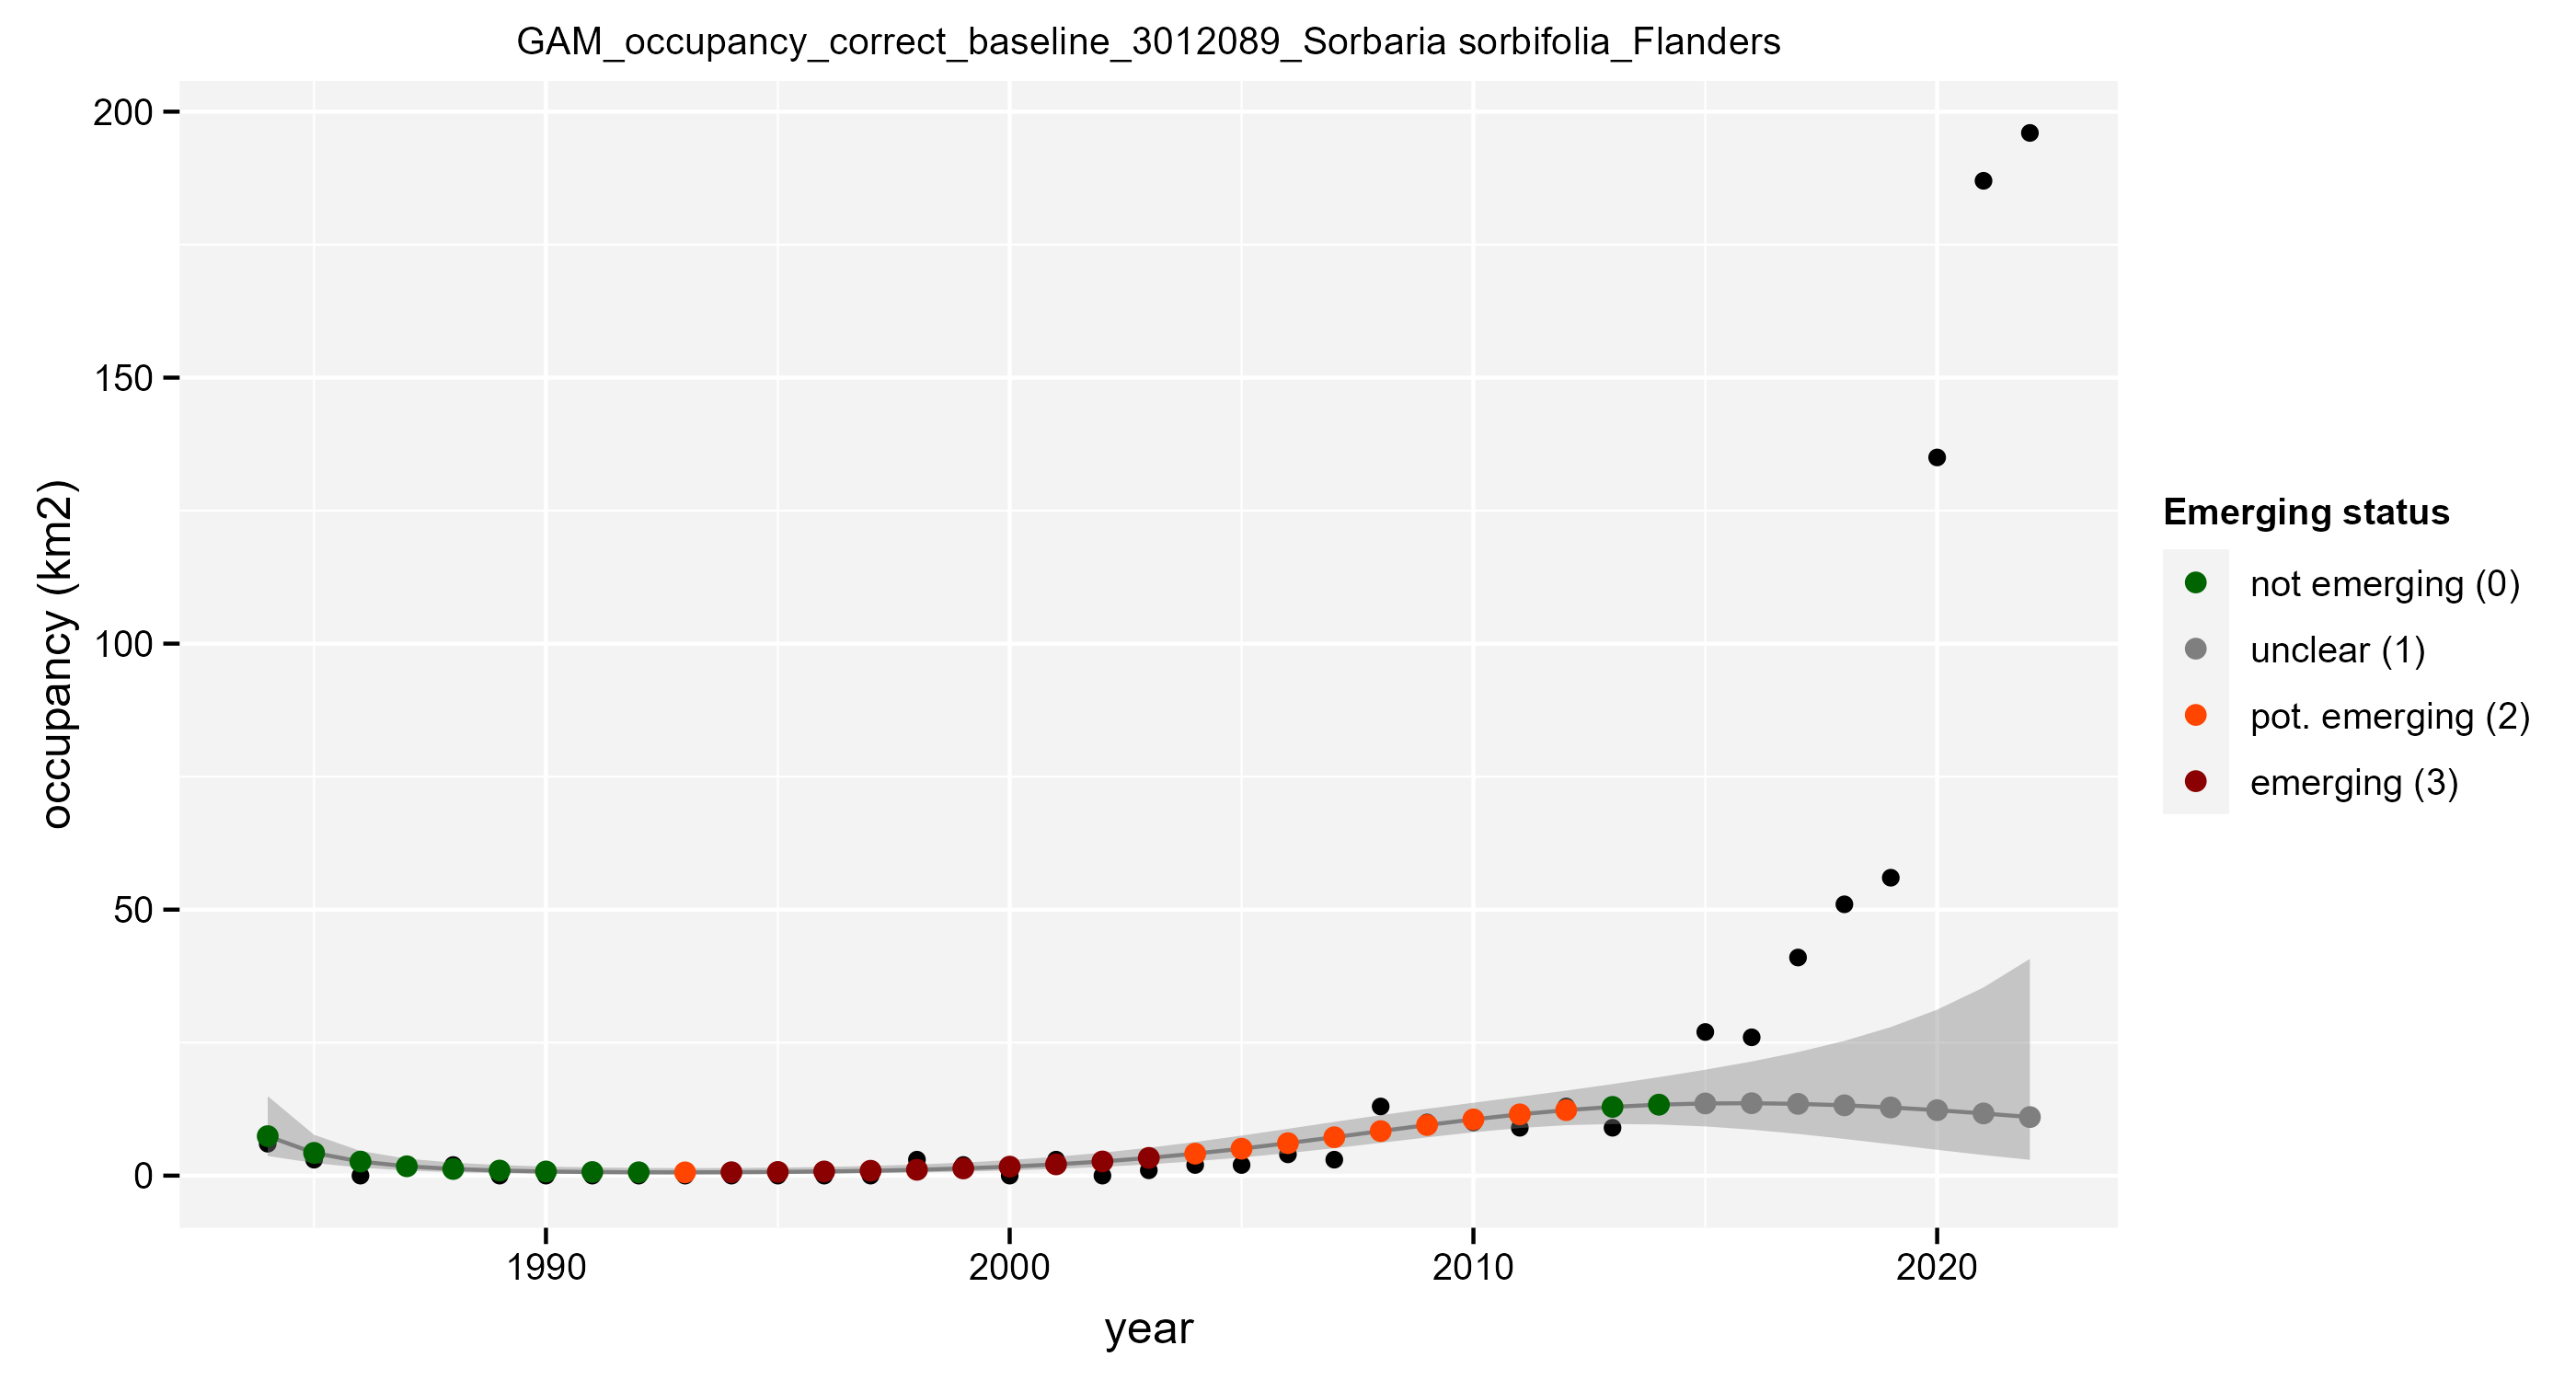 GAM_occupancy_correct_baseline_3012089_Sorbaria sorbifolia_Flanders
200
150
100
50
0
occupancy (km2)
1990
2000
2010
2020
year
Emerging status
not emerging (0)
unclear (1)
pot. emerging (2)
emerging (3)